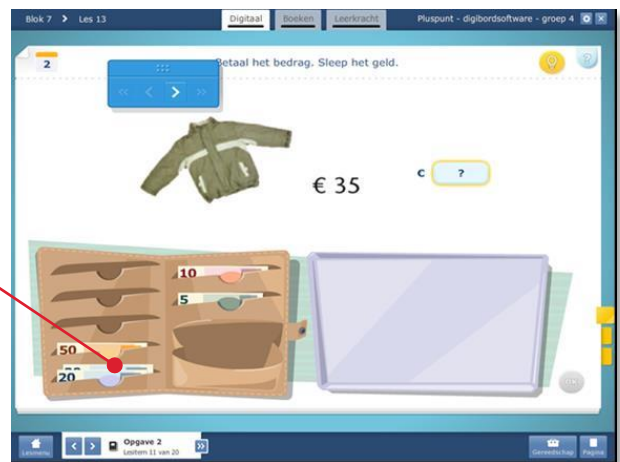 Blok 7 > Les 13
Digitaal
Boeken
Leerkracht
Pluspunt - digibordsoftware - groep 4
2
Betaal het bedrag. Sleep het geld.
?
€ 35
C ?
10
5
50
20
20
Lesmenu
Opgave 2
Lesitem 11 van 20
Gereedschap
Pagina